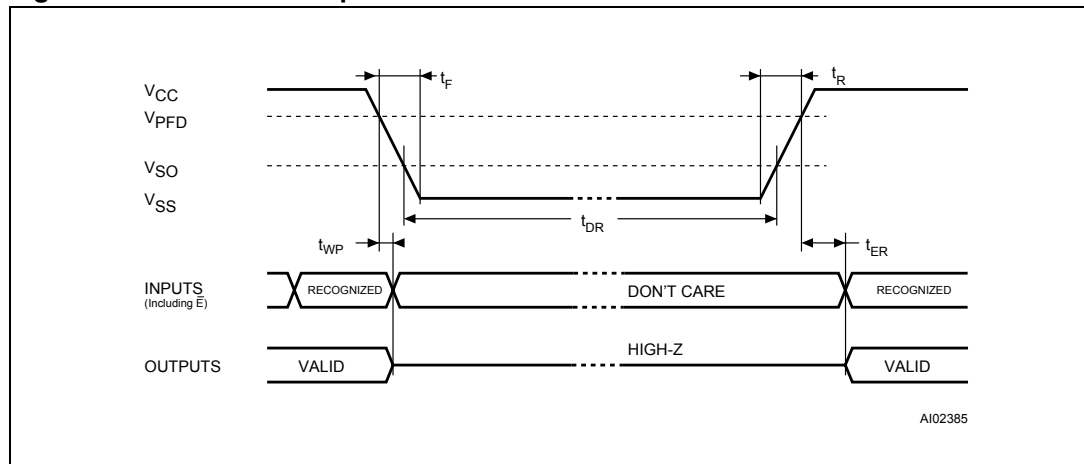 tF
tR
VCC
VPFD
VSO
VSS
tDR
tWP
tER
INPUTS
(Including E̅)
RECOGNIZED
DON'T CARE
RECOGNIZED
HIGH-Z
OUTPUTS
VALID
VALID
AI02385